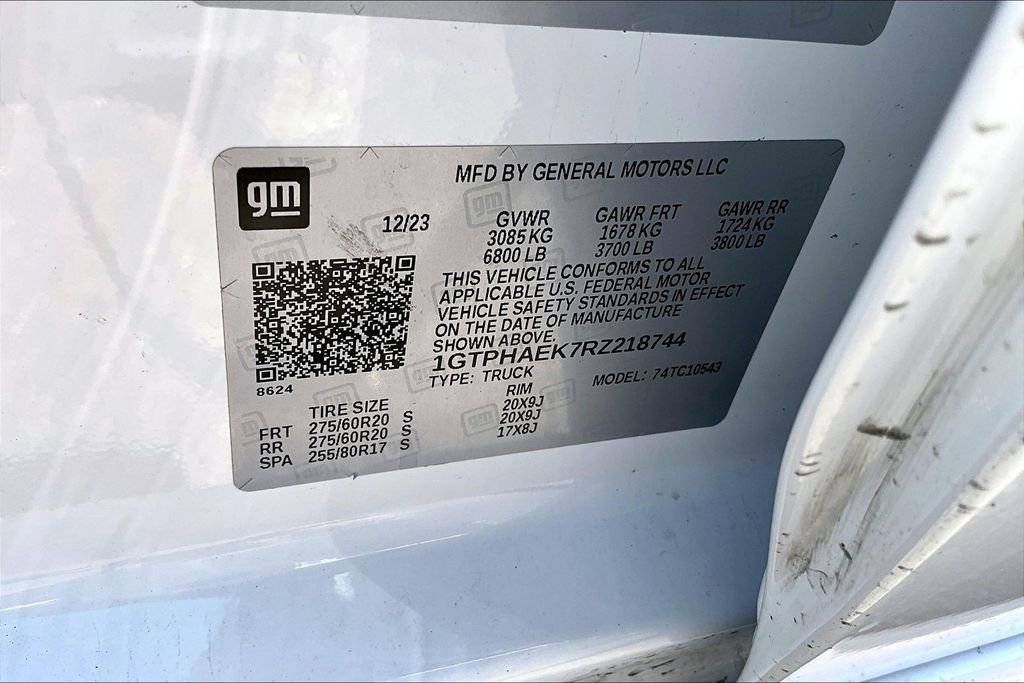 gm
MFD BY GENERAL MOTORS LLC
12/23
GVWR GAWR FRT GAWR RR
3085 KG 1678 KG 1724 KG
6800 LB 3700 LB 3800 LB
THIS VEHICLE CONFORMS TO ALL
APPLICABLE U.S. FEDERAL MOTOR
VEHICLE SAFETY STANDARDS IN EFFECT
ON THE DATE OF MANUFACTURE
SHOWN ABOVE.
1GTPHAEK7RZ218744
8624
TYPE: TRUCK MODEL: 74TC10543
TIRE SIZE RIM
FRT 275/60R20 S 20X9J
RR 275/60R20 S 20X9J
SPA 255/80R17 S 17X8J